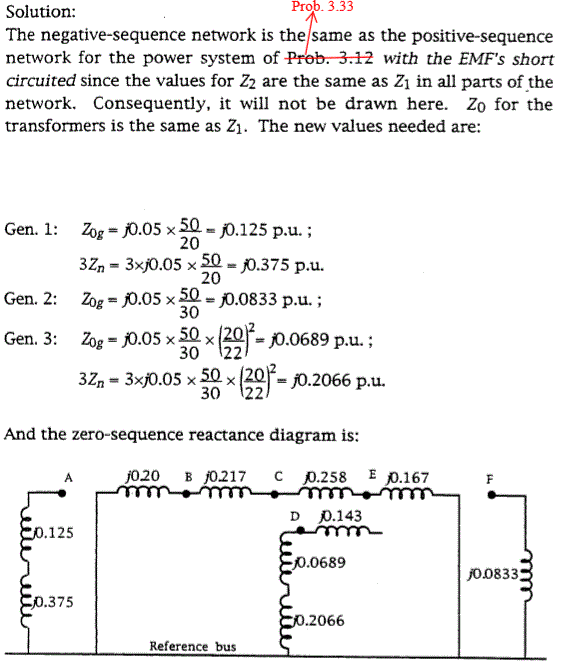 Prob. 3.33
Solution:
The negative-sequence network is the same as the positive-sequence
network for the power system of Prob. 3.12 with the EMF's short
circuited since the values for Z2 are the same as Z1 in all parts of the
network. Consequently, it will not be drawn here. Z0 for the
transformers is the same as Z1. The new values needed are:
Gen. 1: Z0g = j0.05 × 50/20 = j0.125 p.u. ;
3Zn = 3×j0.05 × 50/20 = j0.375 p.u.
Gen. 2: Z0g = j0.05 × 50/30 = j0.0833 p.u. ;
Gen. 3: Z0g = j0.05 × 50/30 × (20/22)² = j0.0689 p.u. ;
3Zn = 3×j0.05 × 50/30 × (20/22)² = j0.2066 p.u.
And the zero-sequence reactance diagram is:
A j0.20 B j0.217 C j0.258 E j0.167 F
D j0.143
j0.125
j0.0689
j0.0833
j0.375
j0.2066
Reference bus